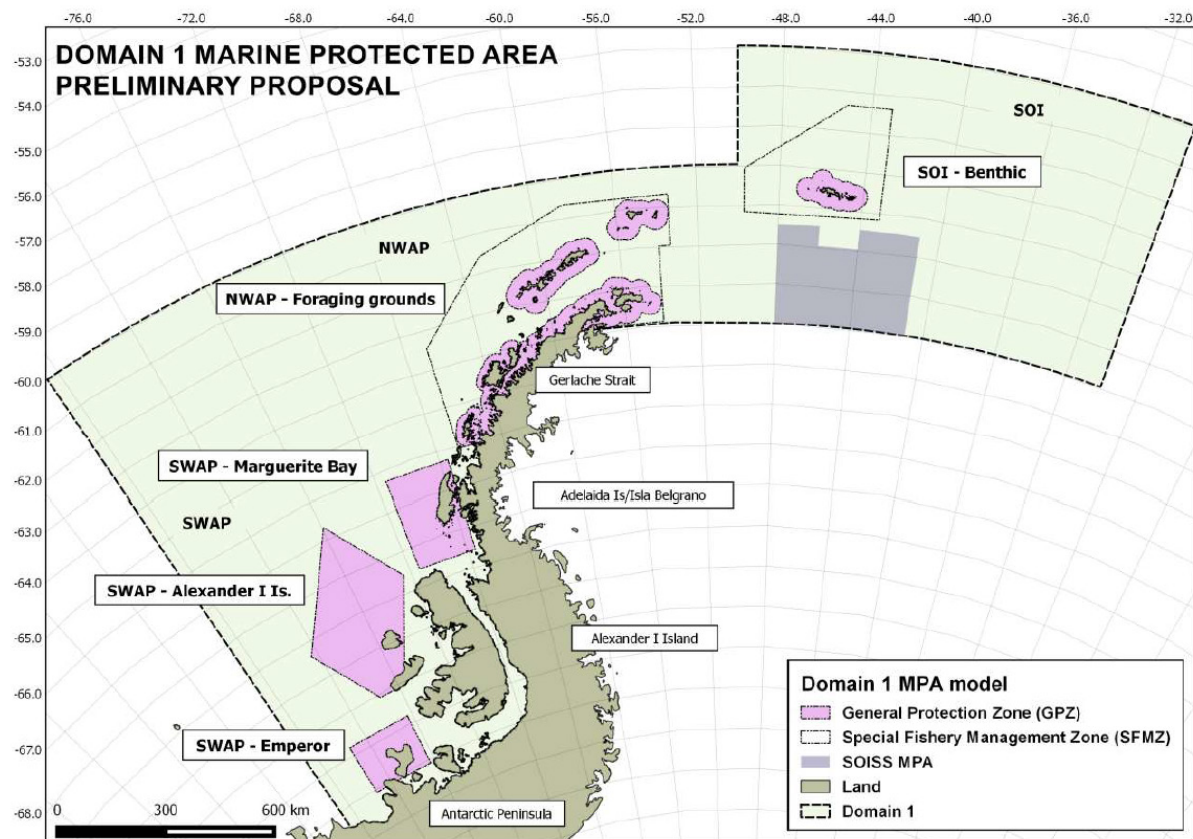 -76.0 -72.0 -68.0 -64.0 -60.0 -56.0 -52.0 -48.0 -44.0 -40.0 -36.0 -32.0
DOMAIN 1 MARINE PROTECTED AREA
PRELIMINARY PROPOSAL
-53.0
-54.0
-55.0
-56.0
-57.0
-58.0
-59.0
-60.0
-61.0
-62.0
-63.0
-64.0
-65.0
-66.0
-67.0
-68.0
SOI
SOI - Benthic
NWAP
NWAP - Foraging grounds
Gerlache Strait
SWAP - Marguerite Bay
Adelaida Is/Isla Belgrano
SWAP
SWAP - Alexander I Is.
Alexander I Island
SWAP - Emperor
Antarctic Peninsula
0 300 600 km
Domain 1 MPA model
General Protection Zone (GPZ)
Special Fishery Management Zone (SFMZ)
SOISS MPA
Land
Domain 1